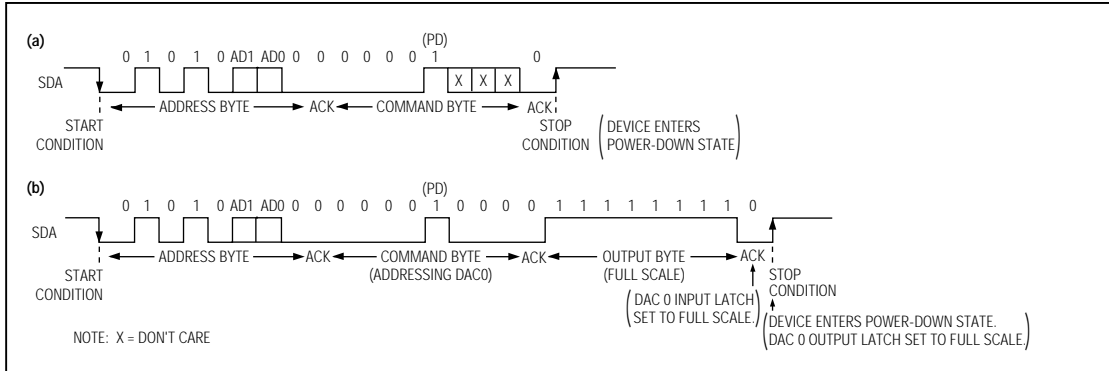 (a)
(PD)
0 1 0 1 0 AD1 AD0 0 0 0 0 0 0 1 0
SDA X X X
ADDRESS BYTE ACK COMMAND BYTE ACK
START CONDITION
STOP CONDITION
(DEVICE ENTERS
POWER-DOWN STATE)
(b)
(PD)
0 1 0 1 0 AD1 AD0 0 0 0 0 0 0 1 0 0 0 0 1 1 1 1 1 1 1 1 0
SDA
ADDRESS BYTE ACK COMMAND BYTE ACK OUTPUT BYTE ACK
(ADDRESSING DAC0) (FULL SCALE)
START CONDITION
STOP CONDITION
(DAC 0 INPUT LATCH
SET TO FULL SCALE.)
(DEVICE ENTERS POWER-DOWN STATE.
DAC 0 OUTPUT LATCH SET TO FULL SCALE.)
NOTE: X = DON'T CARE